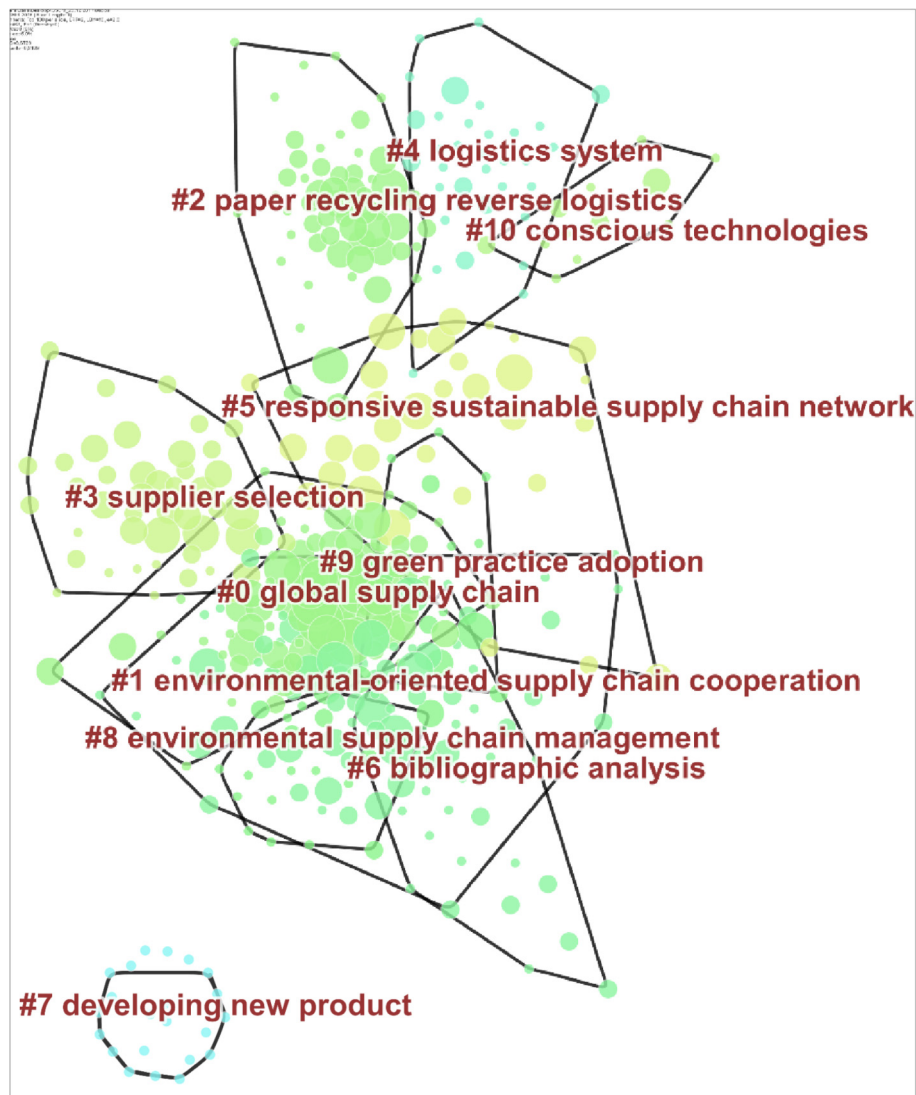 #4 logistics system
#2 paper recycling reverse logistics
#10 conscious technologies
#5 responsive sustainable supply chain network
#3 supplier selection
#9 green practice adoption
#0 global supply chain
#1 environmental-oriented supply chain cooperation
#8 environmental supply chain management
#6 bibliographic analysis
#7 developing new product